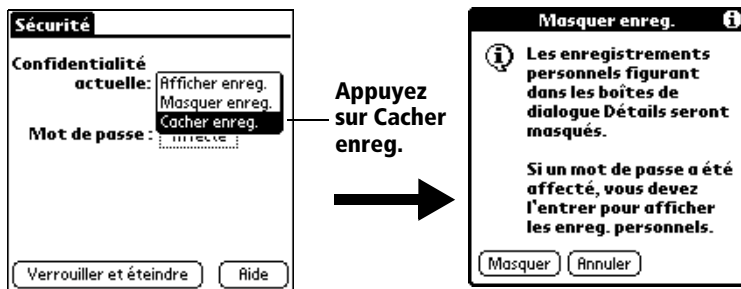 Sécurité
Confidentialité
actuelle:
Afficher enreg.
Masquer enreg.
Cacher enreg.
Mot de passe :
Verrouiller et éteindre
Aide
Appuyez
sur Cacher
enreg.
Masquer enreg.
Les enregistrements
personnels figurant
dans les boîtes de
dialogue Détails seront
masqués.
Si un mot de passe a été
affecté, vous devez
l'entrer pour afficher
les enreg. personnels.
Masquer
Annuler